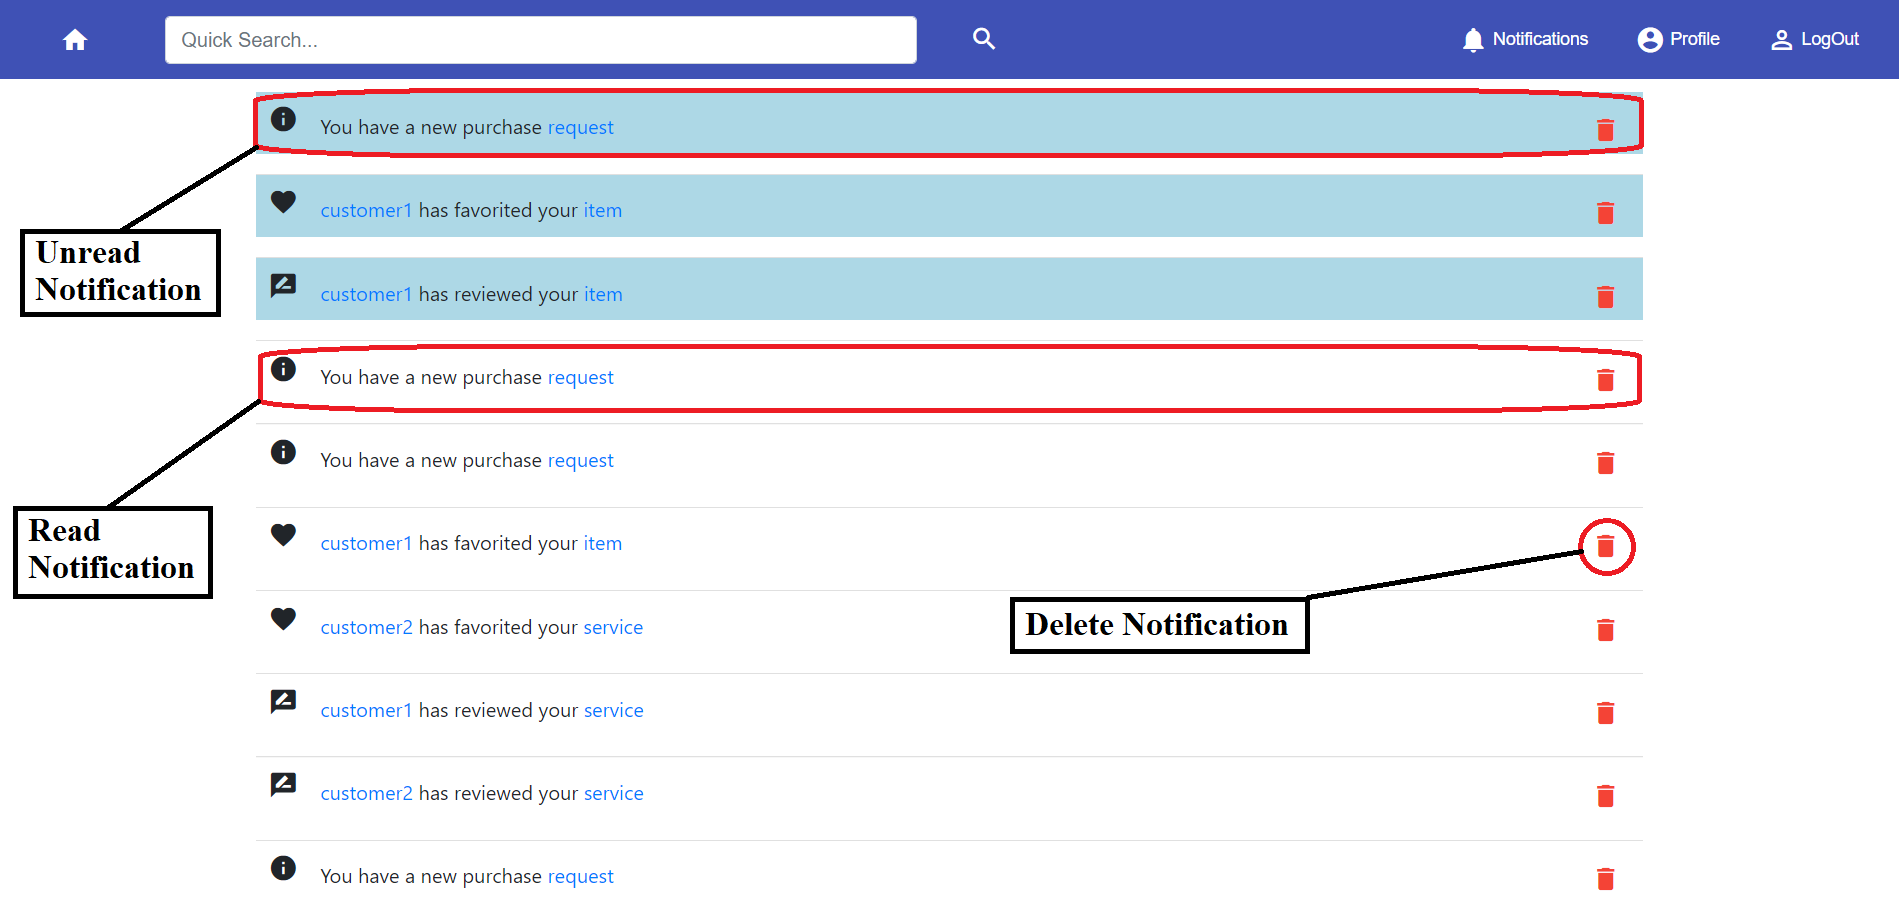 Quick Search...
Notifications
Profile
LogOut
You have a new purchase request
customer1 has favorited your item
Unread
Notification
customer1 has reviewed your item
You have a new purchase request
You have a new purchase request
Read
Notification
customer1 has favorited your item
Delete Notification
customer2 has favorited your service
customer1 has reviewed your service
customer2 has reviewed your service
You have a new purchase request